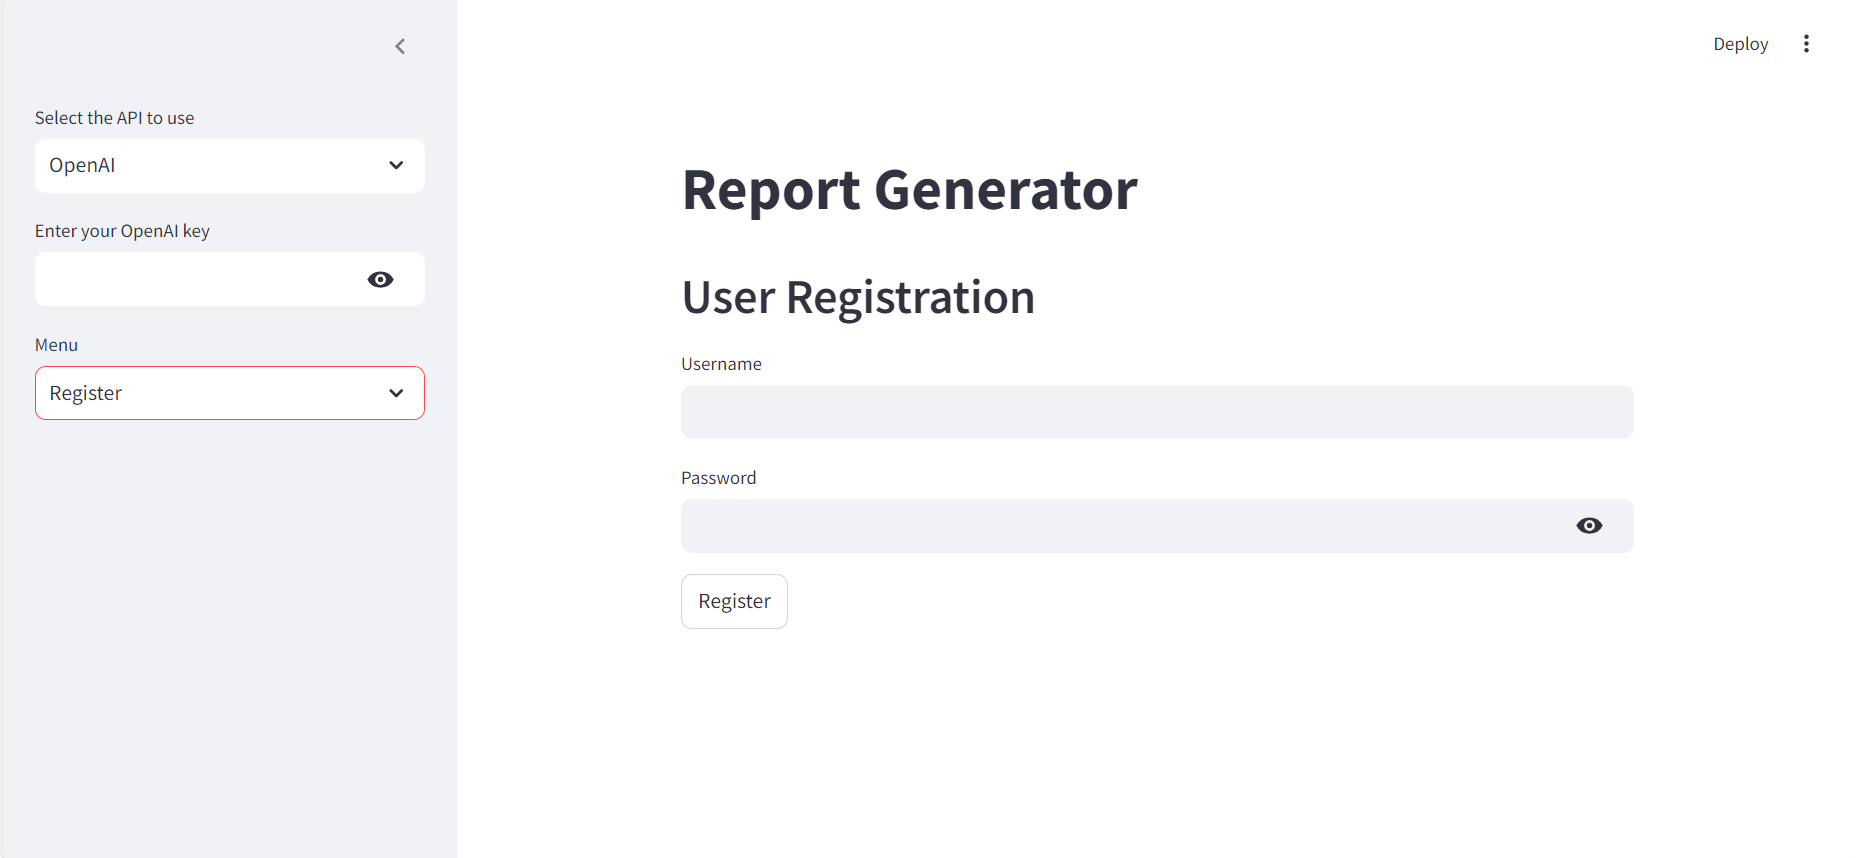 Deploy
Select the API to use
OpenAI
Enter your OpenAI key
Menu
Register
Report Generator
User Registration
Username
Password
Register